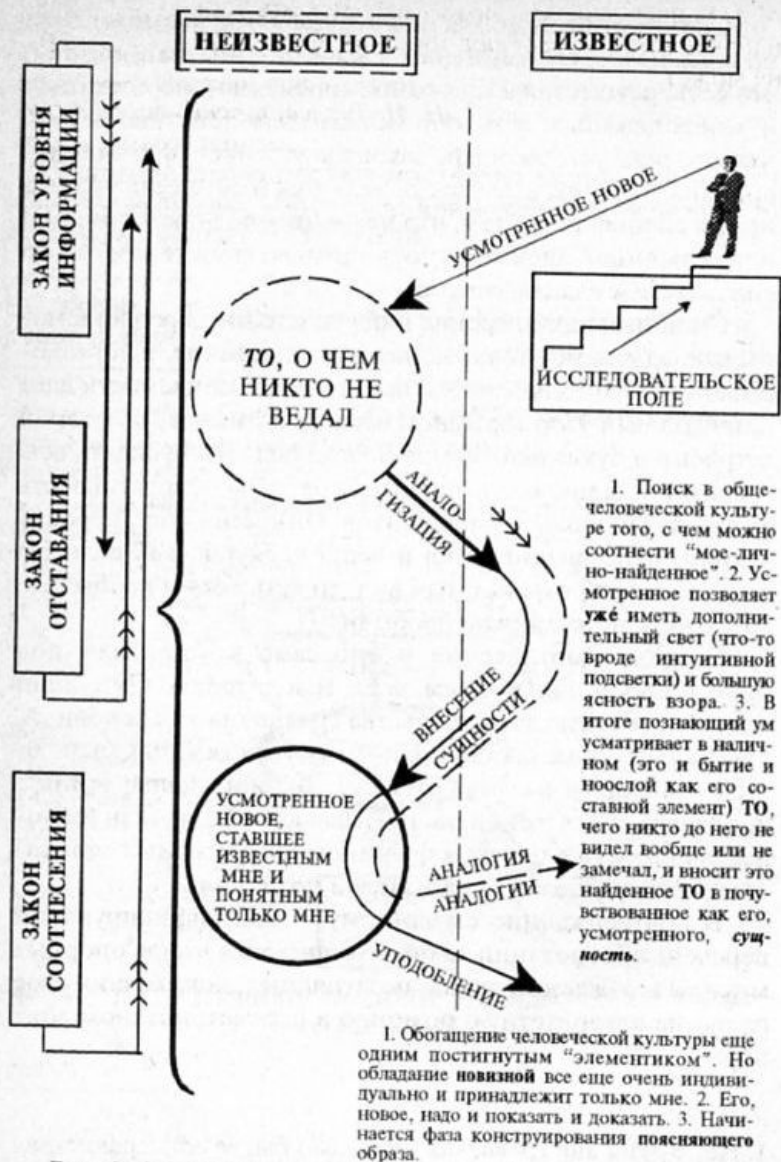 НЕИЗВЕСТНОЕ
ИЗВЕСТНОЕ
ЗАКОН УРОВНЯ
ИНФОРМАЦИИ
ЗАКОН
ОТСТАВАНИЯ
ЗАКОН
СООТНЕСЕНИЯ
УСМОТРЕННОЕ НОВОЕ
ИССЛЕДОВАТЕЛЬСКОЕ
ПОЛЕ
ТО, О ЧЕМ
НИКТО НЕ
ВЕДАЛ
АНАЛО-
ГИЗАЦИЯ
1. Поиск в обще-
человеческой культу-
ре того, с чем можно
соотнести “мое-лич-
но-найденное”. 2. Ус-
мотренное позволяет
уже́ иметь дополни-
тельный свет (что-то
вроде интуитивной
подсветки) и большую
ясность взора. 3. В
итоге познающий ум
усматривает в налич-
ном (это и бытие и
ноослой как его со-
ставной элемент) ТО,
чего никто до него не
видел вообще или не
замечал, и вносит это
найденное ТО в почу-
вствованное как его,
усмотренного, сущ-
ность.
ВНЕСЕНИЕ
СУЩНОСТИ
УСМОТРЕННОЕ
НОВОЕ,
СТАВШЕЕ
ИЗВЕСТНЫМ
МНЕ И
ПОНЯТНЫМ
ТОЛЬКО МНЕ
АНАЛОГИЯ
АНАЛОГИИ
УПОДОБЛЕНИЕ
1. Обогащение человеческой культуры еще
одним постигнутым “элементиком”. Но
обладание новизной все еще очень индиви-
дуально и принадлежит только мне. 2. Его,
новое, надо и показать и доказать. 3. Начи-
нается фаза конструирования поясняющего
образа.